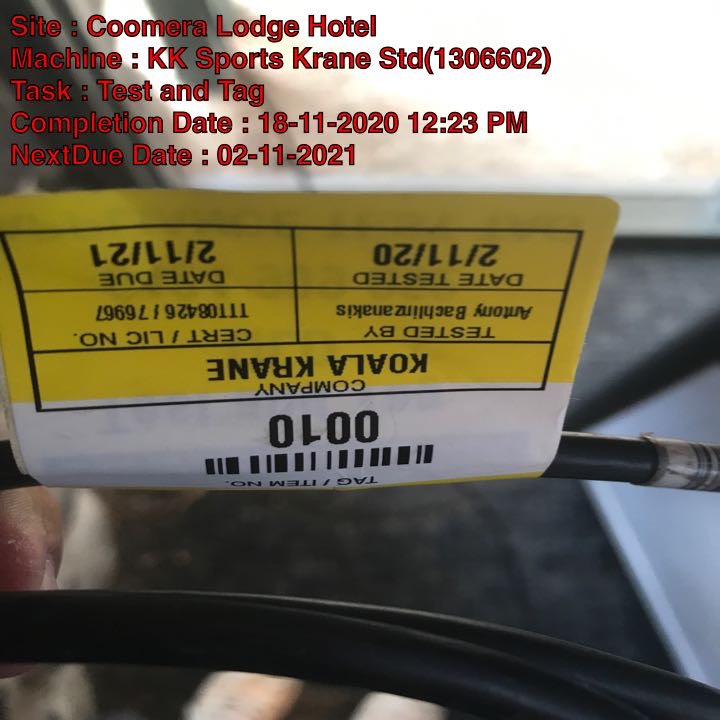 Site : Coomera Lodge Hotel
Machine : KK Sports Krane Std(1306602)
Task : Test and Tag
Completion Date : 18-11-2020 12:23 PM
NextDue Date : 02-11-2021
TAG / ITEM NO.
0010
COMPANY
KOALA KRANE
TESTED BY
Antony Bachlinzanakis
CERT / LIC NO.
TTT08426 / 76967
DATE TESTED
2/11/20
DATE DUE
2/11/21